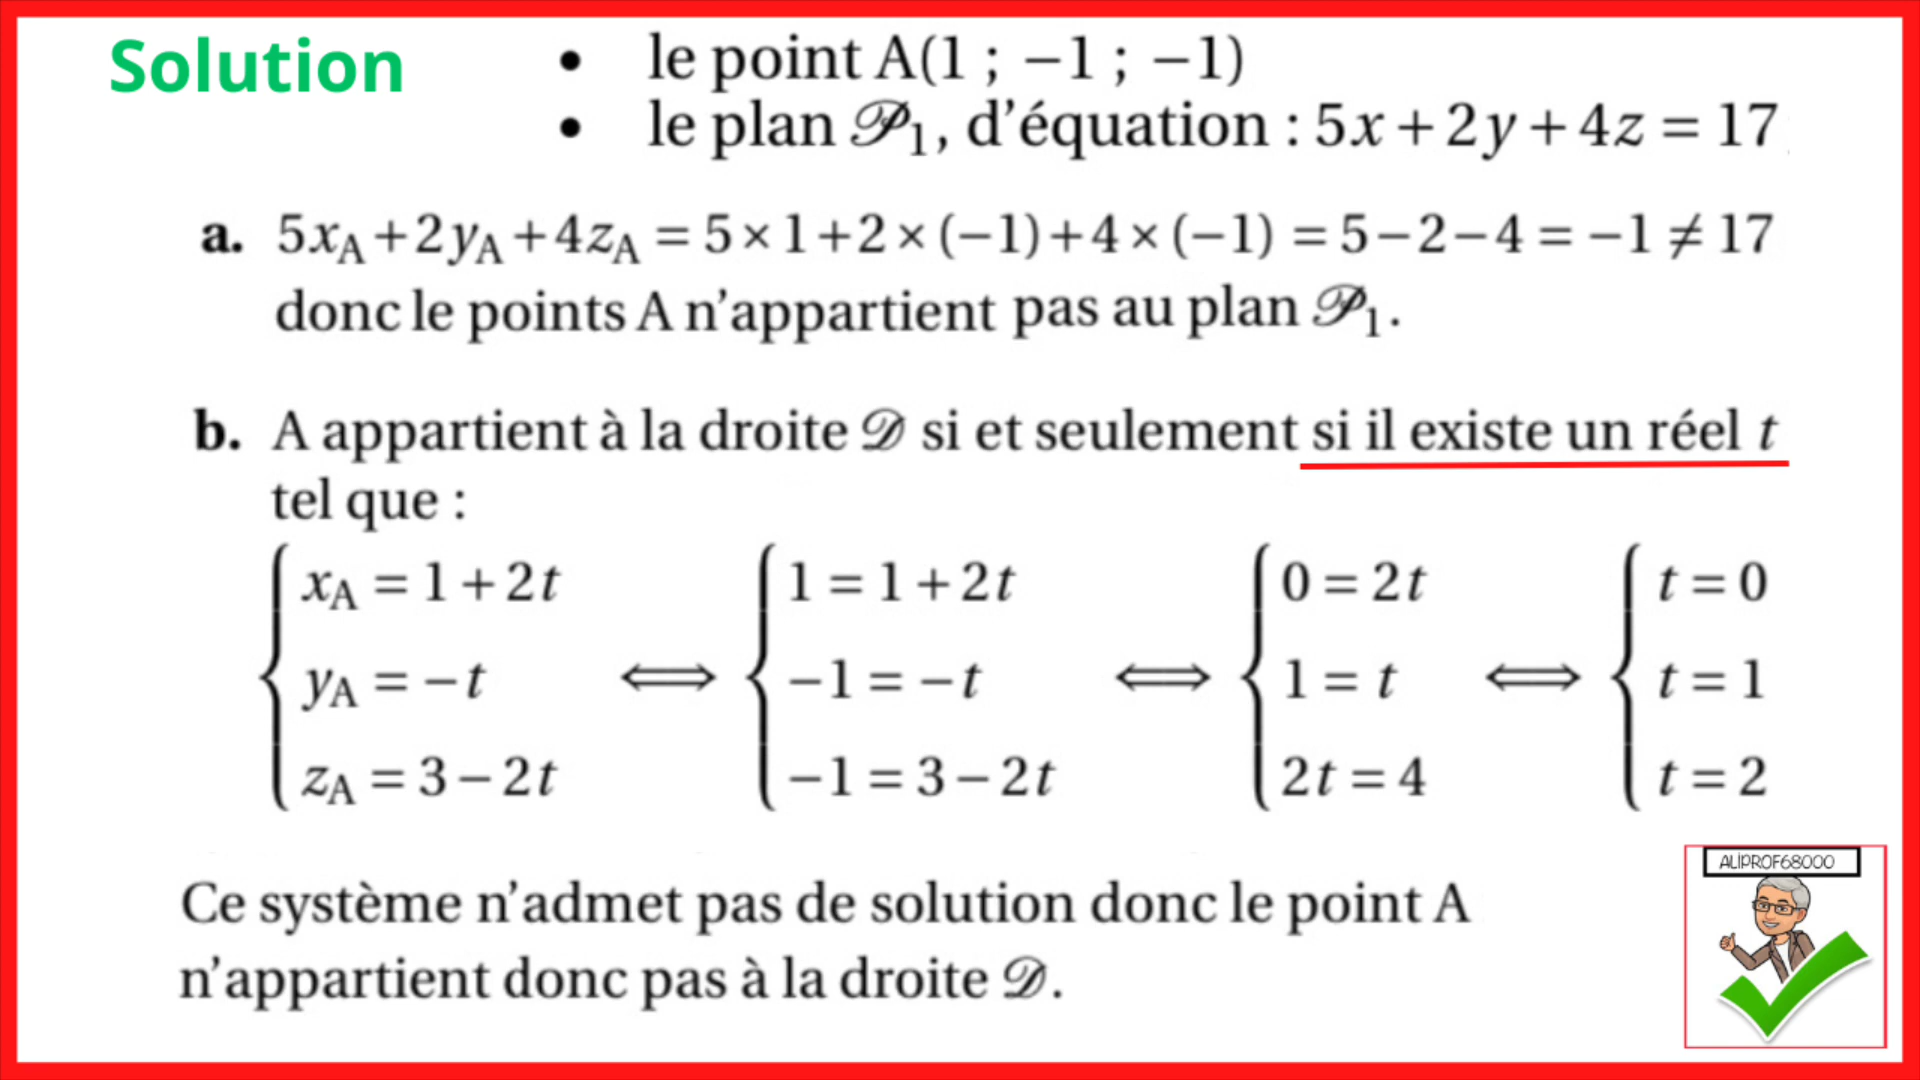 Solution
• le point A(1 ; −1 ; −1)
• le plan 𝒫₁, d’équation : 5x + 2y + 4z = 17
a. 5x_A + 2y_A + 4z_A = 5 × 1 + 2 × (−1) + 4 × (−1) = 5 − 2 − 4 = −1 ≠ 17
donc le points A n’appartient pas au plan 𝒫₁.
b. A appartient à la droite 𝒟 si et seulement si il existe un réel t
tel que :
{ x_A = 1 + 2t { 1 = 1 + 2t { 0 = 2t { t = 0
{ y_A = −t ⟺ { −1 = −t ⟺ { 1 = t ⟺ { t = 1
{ z_A = 3 − 2t { −1 = 3 − 2t { 2t = 4 { t = 2
Ce système n’admet pas de solution donc le point A
n’appartient donc pas à la droite 𝒟.
ALIPROF68000